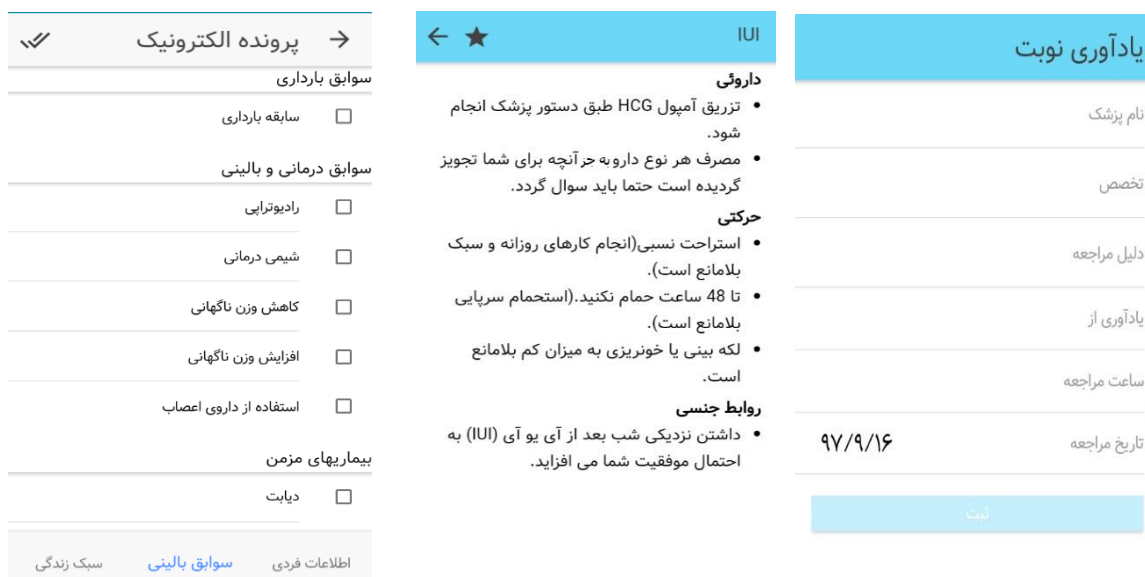 پرونده الکترونیک
سوابق بارداری
سابقه بارداری
سوابق درمانی و بالینی
رادیوتراپی
شیمی درمانی
کاهش وزن ناگهانی
افزایش وزن ناگهانی
استفاده از داروی اعصاب
بیماریهای مزمن
دیابت
اطلاعات فردی سوابق بالینی سبک زندگی
IUI
داروئی
• تزریق آمپول HCG طبق دستور پزشک انجام
شود.
• مصرف هر نوع دارو به جز آنچه برای شما تجویز
گردیده است حتما باید سوال گردد.
حرکتی
• استراحت نسبی(انجام کارهای روزانه و سبک
بلامانع است).
• تا 48 ساعت حمام نکنید.(استحمام سرپایی
بلامانع است).
• لکه بینی یا خونریزی به میزان کم بلامانع
است.
روابط جنسی
• داشتن نزدیکی شب بعد از آی یو آی (IUI) به
احتمال موفقیت شما می افزاید.
یادآوری نوبت
نام پزشک
تخصص
دلیل مراجعه
یادآوری از
ساعت مراجعه
تاریخ مراجعه ۹۷/۹/۱۶
ثبت